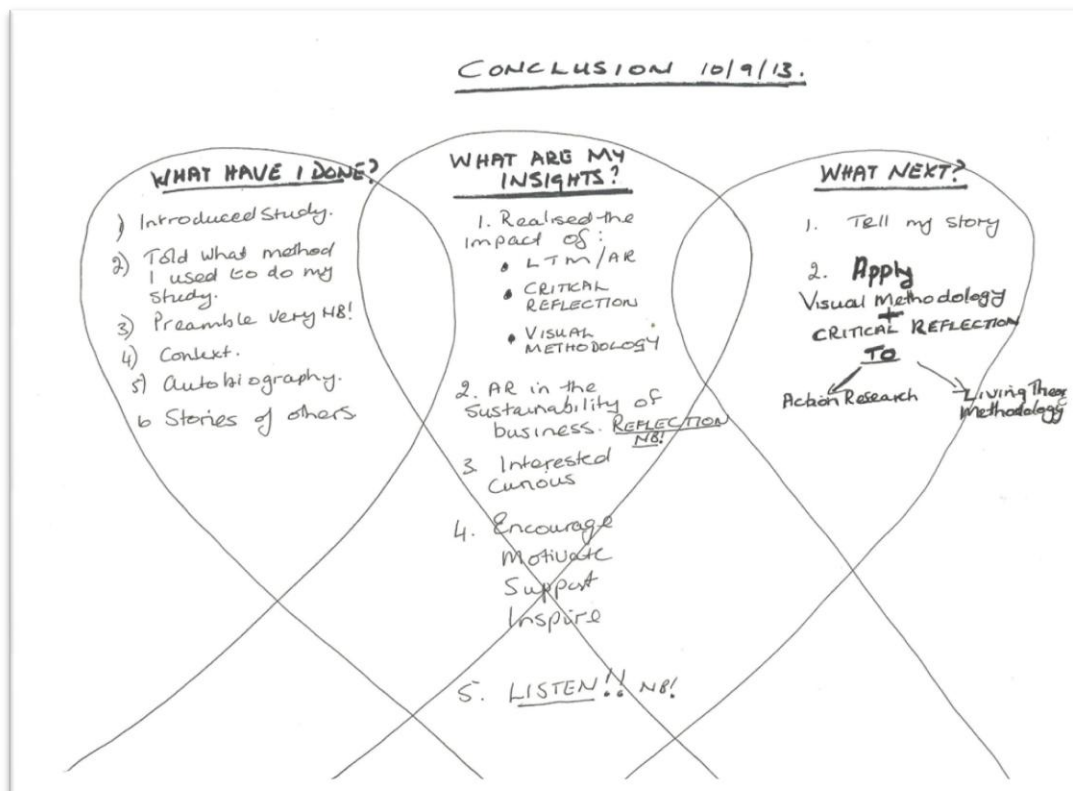 CONCLUSION 10/9/13.
WHAT HAVE I DONE?
1) Introduced Study.
2) Told what method
I used to do my
study.
3) Preamble very NB!
4) Context.
5) Autobiography.
6 Stories of others
WHAT ARE MY
INSIGHTS?
1. Realised the
impact of:
• LTM/AR
• CRITICAL
REFLECTION
• VISUAL
METHODOLOGY
2. AR in the
Sustainability of
business. REFLECTION
NB!
3. Interested
Curious
4. Encourage
Motivate
Support
Inspire
5. LISTEN!! NB!
WHAT NEXT?
1. Tell my story
2. Apply
Visual Methodology
+
CRITICAL REFLECTION
TO
Action Research
Living Theory
Methodology